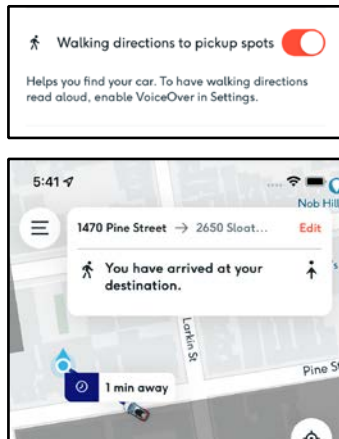 Walking directions to pickup spots
Helps you find your car. To have walking directions
read aloud, enable VoiceOver in Settings.
5:41
Nob Hill
1470 Pine Street → 2650 Sloat... Edit
You have arrived at your
destination.
Larkin St
Pine St
1 min away